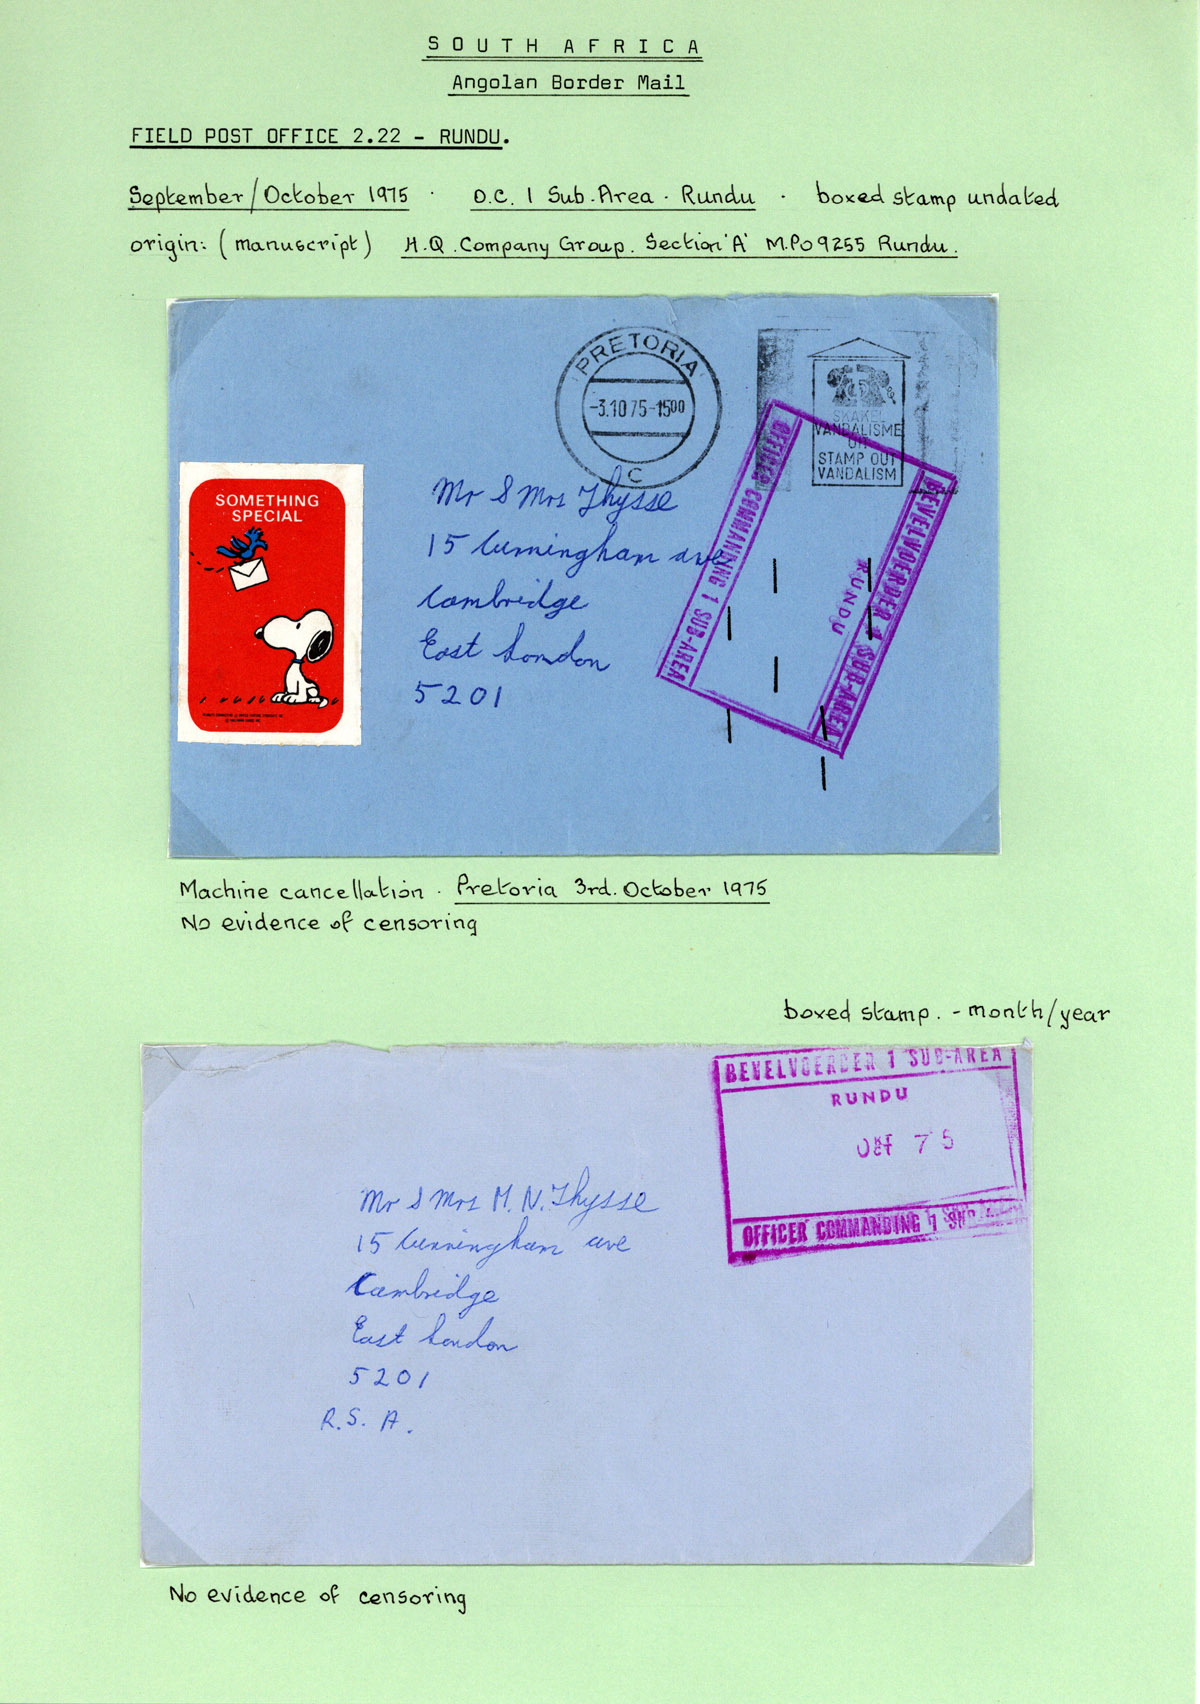 SOUTH AFRICA
Angolan Border Mail
FIELD POST OFFICE 2.22 - RUNDU.
September/October 1975 · O.C. 1 Sub-Area · Rundu · boxed stamp undated
origin: (manuscript) H.Q. Company Group. Section 'A' M.P.O 9255 Rundu.
PRETORIA
-3.10 75-1500
C
SKAKEL
VANDALISME
UIT
STAMP OUT
VANDALISM
SOMETHING
SPECIAL
Mr & Mrs Thysse
15 Cunningham ave
Cambridge
East London
5201
OFFICER COMMANDING 1 SUB-AREA
RUNDU
BEVELVOERDER 1 SUB-AREA
Machine cancellation · Pretoria 3rd. October 1975
No evidence of censoring
boxed stamp. - month/year
BEVELVOERDER 1 SUB-AREA
RUNDU
75
OFFICER COMMANDING 1 SUB
Mr & Mrs M. N. Thysse
15 Cunningham ave
Cambridge
East London
5201
R.S.A.
No evidence of censoring